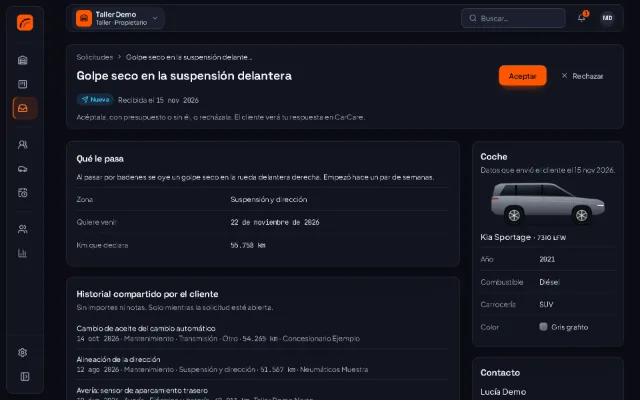 TallerDemo
Taller · Propietario
Buscar...
MD
Solicitudes > Golpe seco en la suspensión delante...
Golpe seco en la suspensión delantera
Aceptar
Rechazar
Nueva
Recibida el 15 nov 2026
Acéptala, con presupuesto o sin él, o recházala. El cliente verá tu respuesta en CarCare.
Qué le pasa
Al pasar por badenes se oye un golpe seco en la rueda delantera derecha. Empezó hace un par de semanas.
Zona Suspensión y dirección
Quiere venir 22 de noviembre de 2026
Km que declara 55.758 km
Historial compartido por el cliente
Sin importes ni notas. Solo mientras la solicitud esté abierta.
Cambio de aceite del cambio automático
14 oct 2026 · Mantenimiento · Transmisión · Otro · 54.265 km · Concesionario Ejemplo
Alineación de la dirección
12 ago 2026 · Mantenimiento · Suspensión y dirección · 51.567 km · Neumáticos Muestra
Avería: sensor de aparcamiento trasero
Coche
Datos que envió el cliente el 15 nov 2026.
Kia Sportage · 7310 LFW
Año 2021
Combustible Diésel
Carrocería SUV
Color Gris grafito
Contacto
Lucía Demo